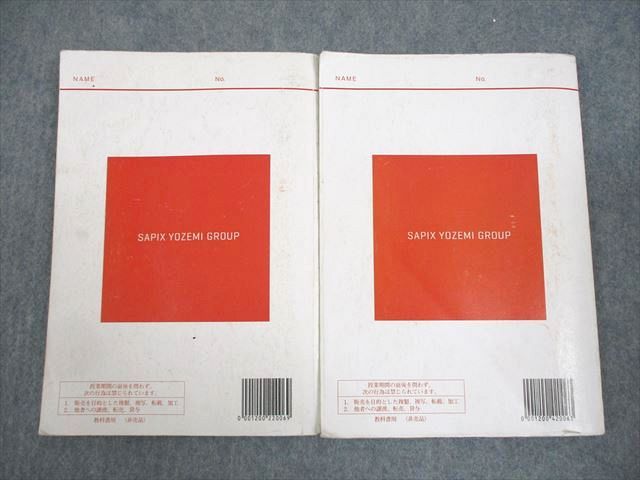 NAME No.
SAPIX YOZEMI GROUP
授業期間の前後を問わず、
次の行為は禁じられています。
1. 販売を目的とした複製、複写、転載、加工
2. 他者への譲渡、転売、貸与
教科書用 (非売品)
0001200220069
NAME No.
SAPIX YOZEMI GROUP
授業期間の前後を問わず、
次の行為は禁じられています。
1. 販売を目的とした複製、複写、転載、加工
2. 他者への譲渡、転売、貸与
教科書用 (非売品)
0001200420061